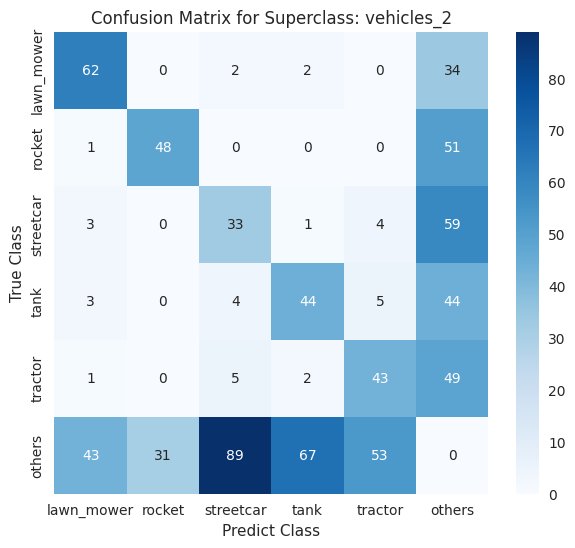 Confusion Matrix for Superclass: vehicles_2
True Class
lawn_mower 62 0 2 2 0 34
rocket 1 48 0 0 0 51
streetcar 3 0 33 1 4 59
tank 3 0 4 44 5 44
tractor 1 0 5 2 43 49
others 43 31 89 67 53 0
lawn_mower rocket streetcar tank tractor others
Predict Class
80
70
60
50
40
30
20
10
0